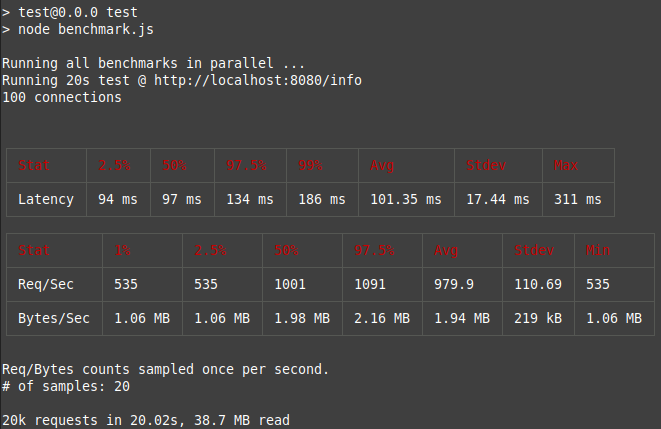 > test@0.0.0 test
> node benchmark.js
Running all benchmarks in parallel ...
Running 20s test @ http://localhost:8080/info
100 connections
Stat 2.5% 50% 97.5% 99% Avg Stdev Max
Latency 94 ms 97 ms 134 ms 186 ms 101.35 ms 17.44 ms 311 ms
Stat 1% 2.5% 50% 97.5% Avg Stdev Min
Req/Sec 535 535 1001 1091 979.9 110.69 535
Bytes/Sec 1.06 MB 1.06 MB 1.98 MB 2.16 MB 1.94 MB 219 kB 1.06 MB
Req/Bytes counts sampled once per second.
# of samples: 20
20k requests in 20.02s, 38.7 MB read